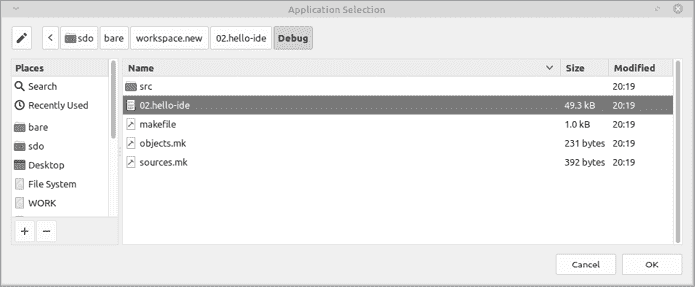 Application Selection
sdo bare workspace.new 02.hello-ide Debug
Places
Search
Recently Used
bare
sdo
Desktop
File System
WORK
Name Size Modified
src 20:19
02.hello-ide 49.3 kB 20:19
makefile 1.0 kB 20:19
objects.mk 231 bytes 20:19
sources.mk 392 bytes 20:19
Cancel OK